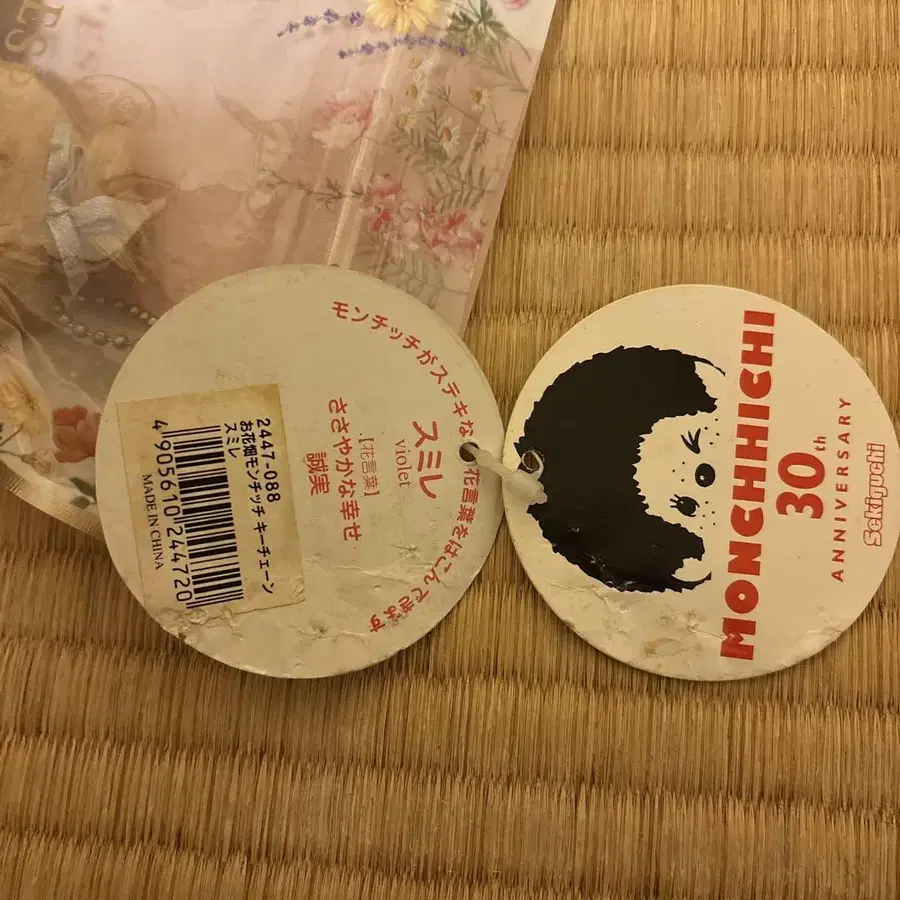 モンチッチがステキな花言葉をはこんできます
スミレ
violet
【花言葉】
ささやかな幸せ
誠実
2447-088
お花畑モンチッチ キーチェーン
スミレ
4 905610 244720
MADE IN CHINA
MONCHHICHI
30th
ANNIVERSARY
Sekiguchi